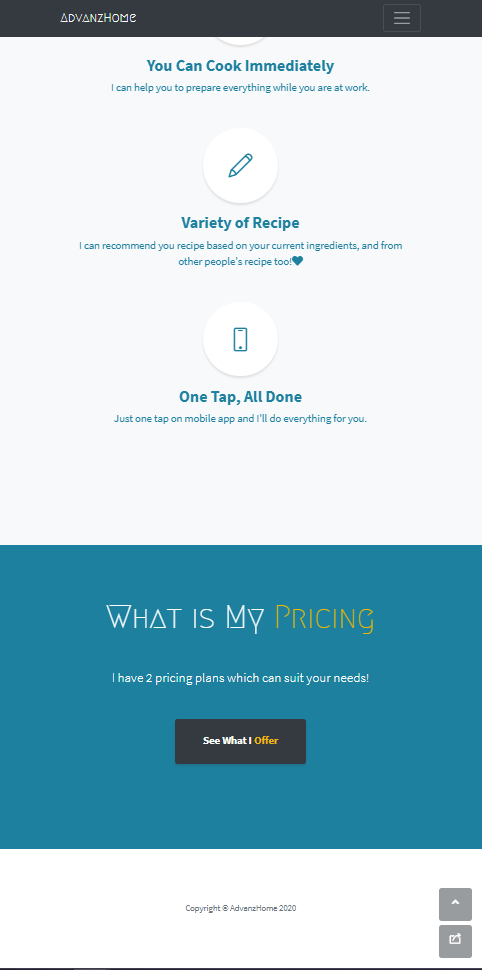 AdvanzHome
You Can Cook Immediately
I can help you to prepare everything while you are at work.
Variety of Recipe
I can recommend you recipe based on your current ingredients, and from
other people's recipe too!
One Tap, All Done
Just one tap on mobile app and I'll do everything for you.
What is My Pricing
I have 2 pricing plans which can suit your needs!
See What I Offer
Copyright © AdvanzHome 2020